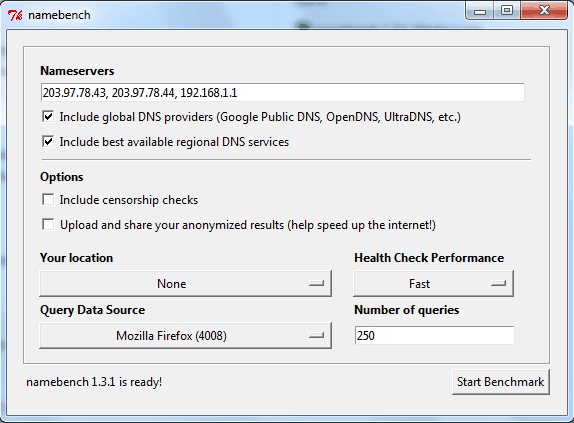 namebench
Nameservers
203.97.78.43, 203.97.78.44, 192.168.1.1
Include global DNS providers (Google Public DNS, OpenDNS, UltraDNS, etc.)
Include best available regional DNS services
Options
Include censorship checks
Upload and share your anonymized results (help speed up the internet!)
Your location
Health Check Performance
None
Fast
Query Data Source
Number of queries
Mozilla Firefox (4008)
250
namebench 1.3.1 is ready!
Start Benchmark